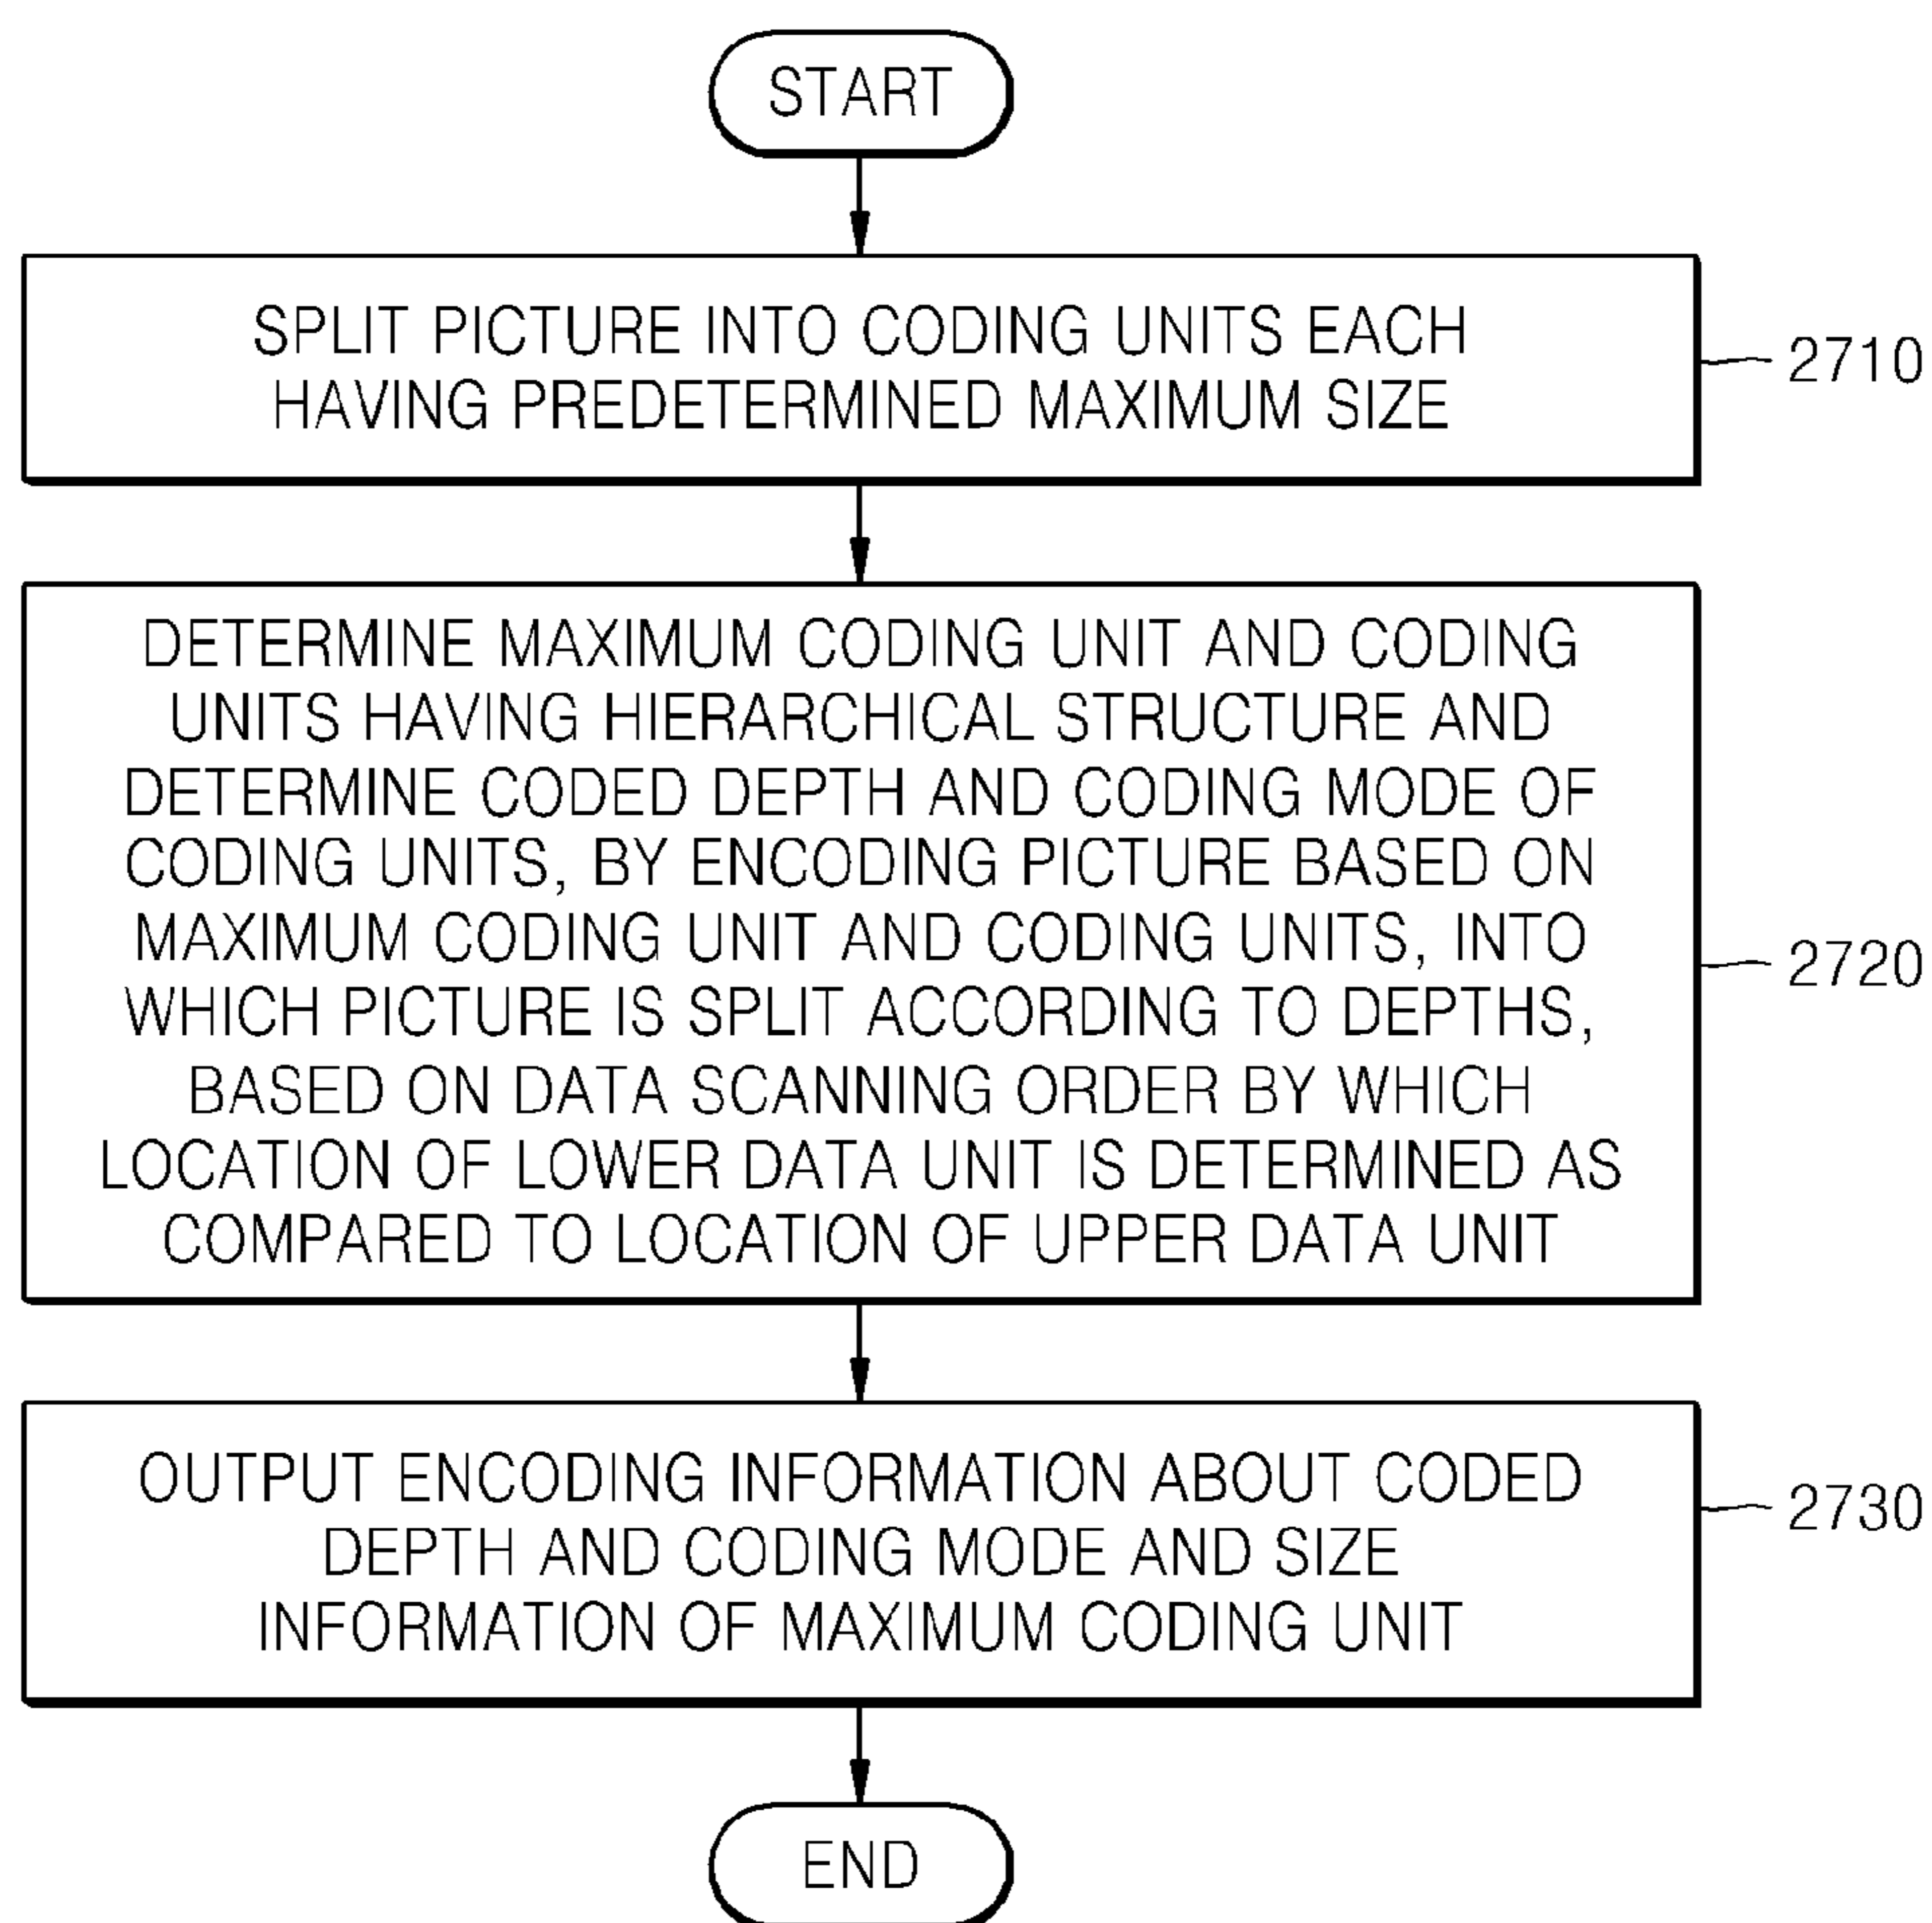 START
SPLIT PICTURE INTO CODING UNITS EACH
HAVING PREDETERMINED MAXIMUM SIZE
2710
DETERMINE MAXIMUM CODING UNIT AND CODING
UNITS HAVING HIERARCHICAL STRUCTURE AND
DETERMINE CODED DEPTH AND CODING MODE OF
CODING UNITS, BY ENCODING PICTURE BASED ON
MAXIMUM CODING UNIT AND CODING UNITS, INTO
WHICH PICTURE IS SPLIT ACCORDING TO DEPTHS,
BASED ON DATA SCANNING ORDER BY WHICH
LOCATION OF LOWER DATA UNIT IS DETERMINED AS
COMPARED TO LOCATION OF UPPER DATA UNIT
2720
OUTPUT ENCODING INFORMATION ABOUT CODED
DEPTH AND CODING MODE AND SIZE
INFORMATION OF MAXIMUM CODING UNIT
2730
END